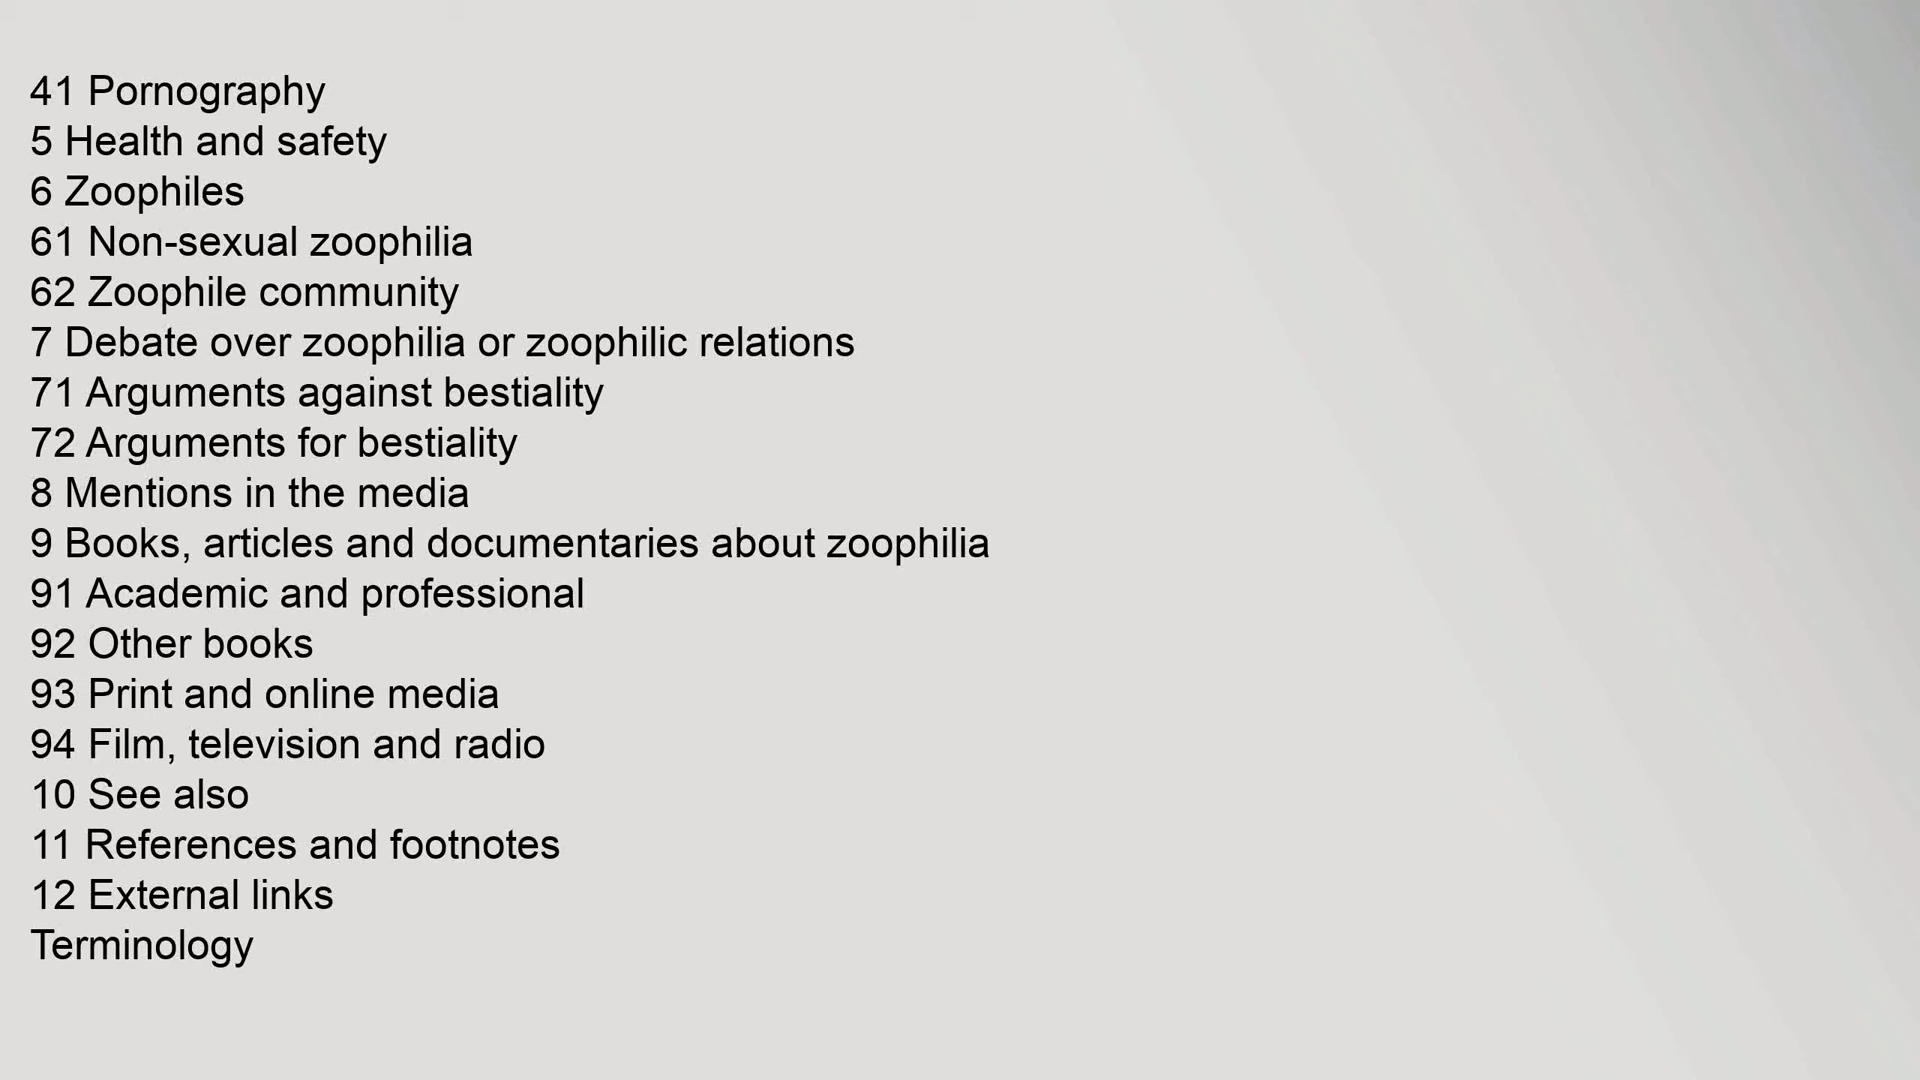 41 Pornography
5 Health and safety
6 Zoophiles
61 Non-sexual zoophilia
62 Zoophile community
7 Debate over zoophilia or zoophilic relations
71 Arguments against bestiality
72 Arguments for bestiality
8 Mentions in the media
9 Books, articles and documentaries about zoophilia
91 Academic and professional
92 Other books
93 Print and online media
94 Film, television and radio
10 See also
11 References and footnotes
12 External links
Terminology